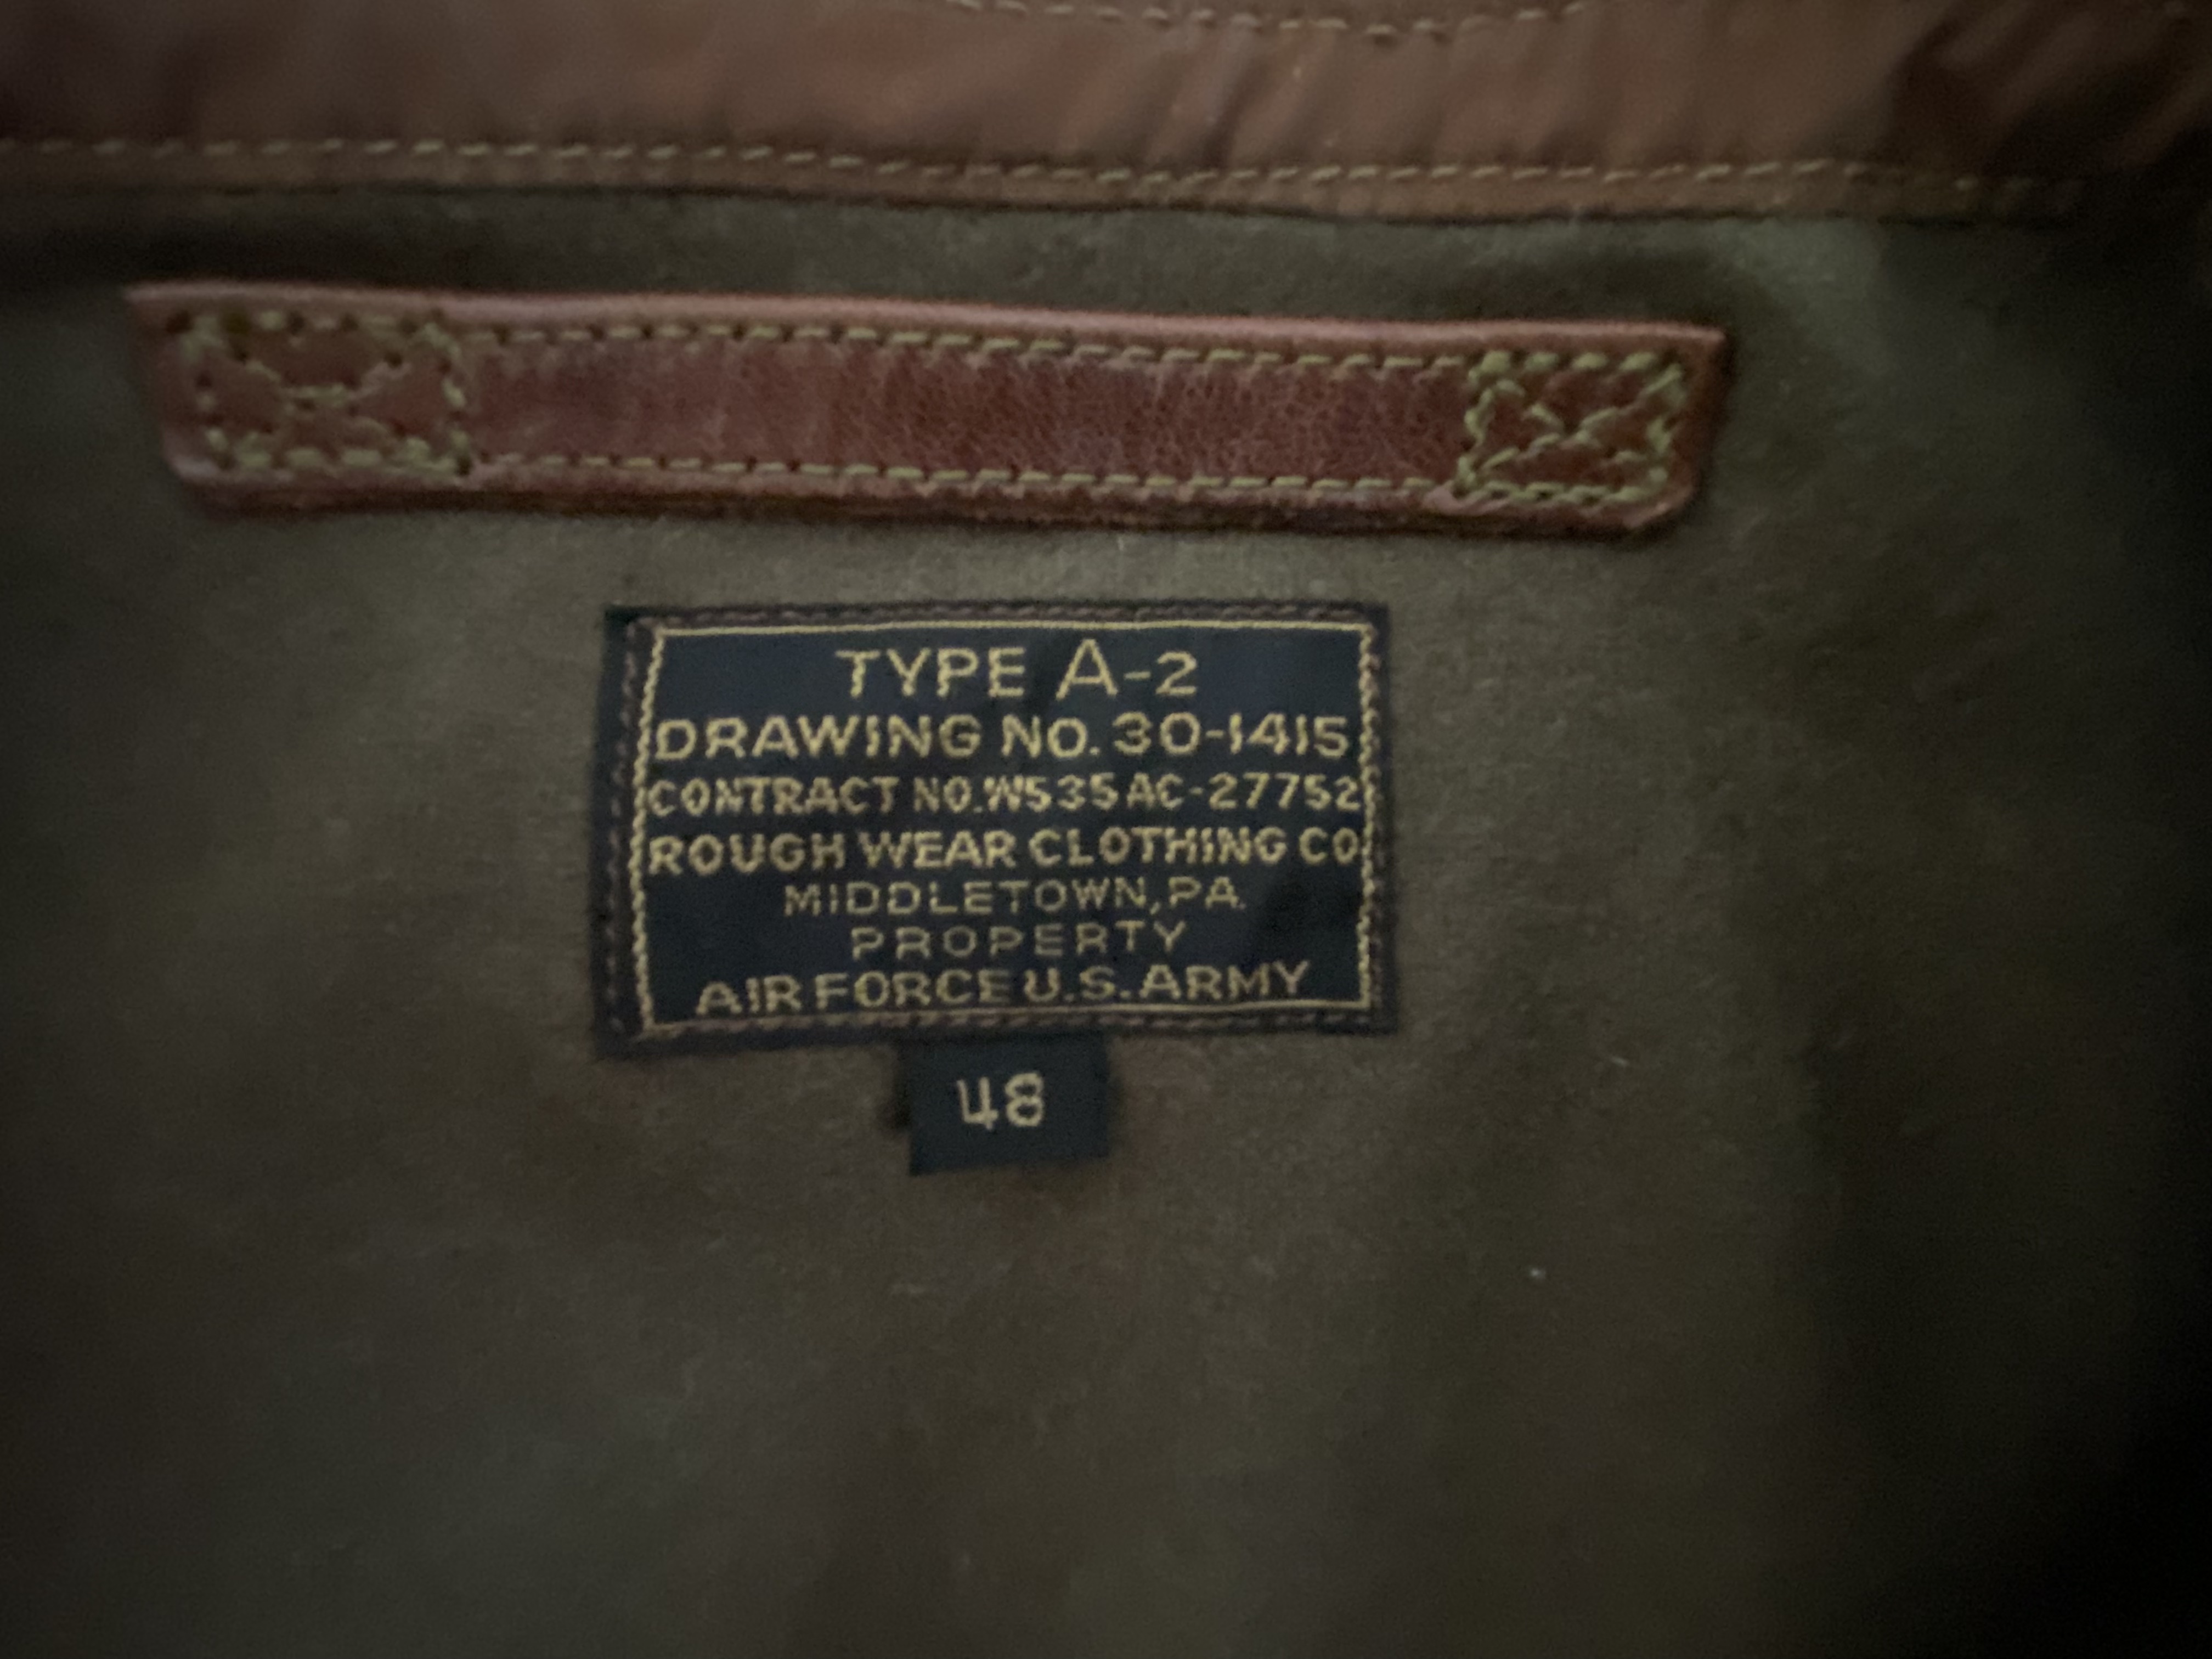 TYPE A-2
DRAWING NO. 30-1415
CONTRACT NO. W535 AC-27752
ROUGH WEAR CLOTHING CO
MIDDLETOWN, PA.
PROPERTY
AIR FORCE U.S. ARMY
48